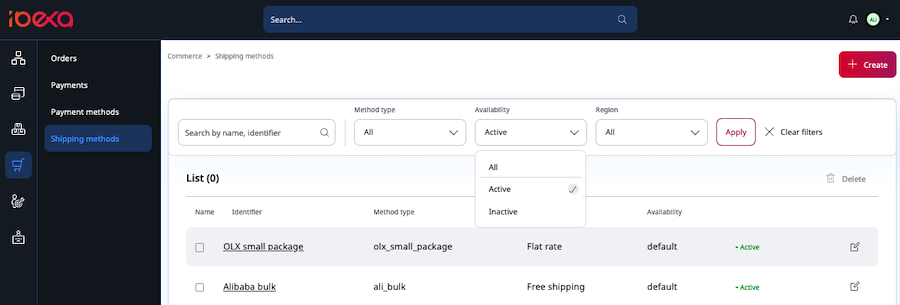 ibexa
Search...
ALI
Orders
Payments
Payment methods
Shipping methods
Commerce > Shipping methods
Create
Method type
Availability
Region
Search by name, identifier
All
Active
All
Apply
Clear filters
All
Active
Inactive
List (0)
Delete
Name Identifier Method type Availability
OLX small package olx_small_package Flat rate default Active
Alibaba bulk ali_bulk Free shipping default Active